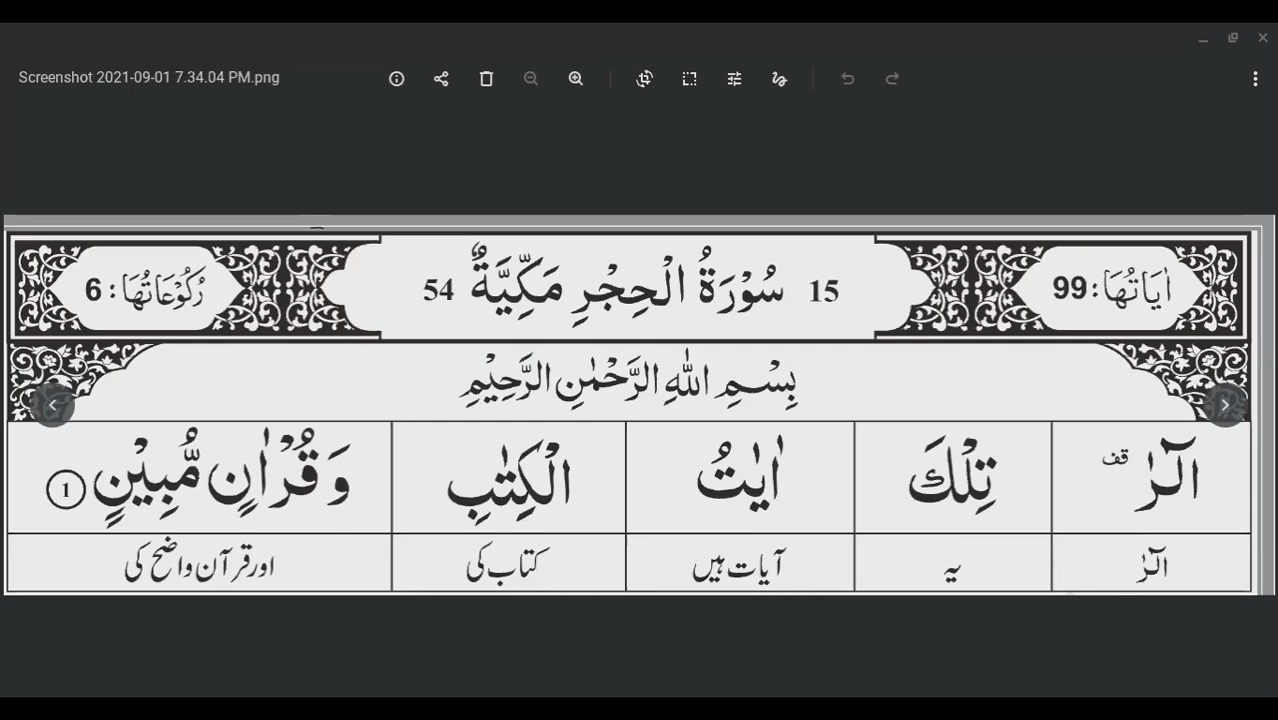 Screenshot 2021-09-01 7.34.04 PM.png
اٰيَاتُهَا: 99 15 سُوْرَةُ الْحِجْرِ مَكِّيَّةٌ 54 رُكُوْعَاتُهَا: 6
بِسْمِ اللّٰهِ الرَّحْمٰنِ الرَّحِيْمِ
الٓرٰ قف تِلْكَ اٰيٰتُ الْكِتٰبِ وَ قُرْاٰنٍ مُّبِيْنٍ 1
الٓرٰ یہ آیات ہیں کتاب کی اور قرآن واضح کی